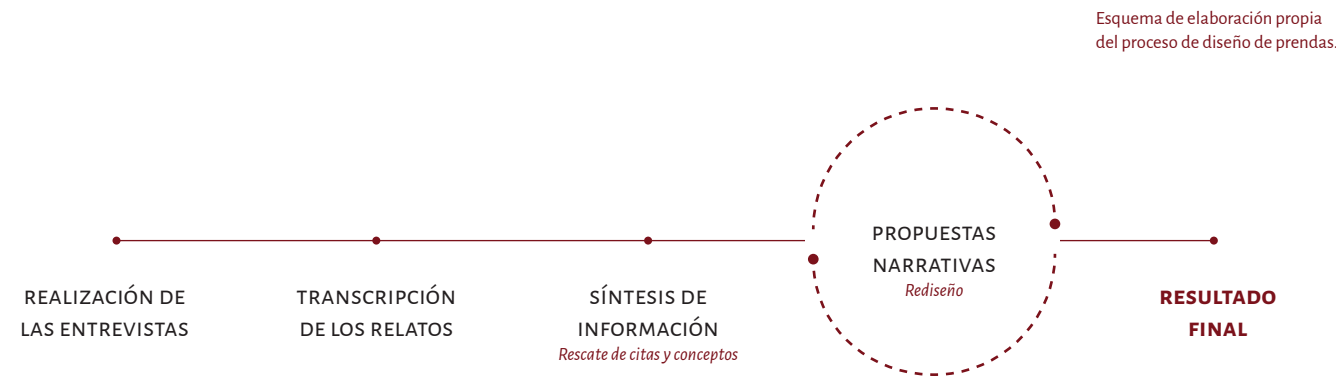 Esquema de elaboración propia
del proceso de diseño de prendas.
PROPUESTAS
NARRATIVAS
Rediseño
REALIZACIÓN DE
LAS ENTREVISTAS
TRANSCRIPCIÓN
DE LOS RELATOS
SÍNTESIS DE
INFORMACIÓN
Rescate de citas y conceptos
RESULTADO
FINAL